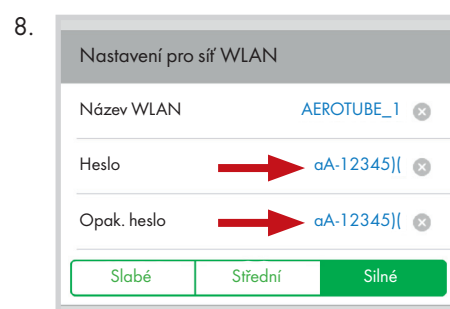 8.
Nastavení pro síť WLAN
Název WLAN AEROTUBE_1
Heslo aA-12345)(
Opak. heslo aA-12345)(
Slabé Střední Silné